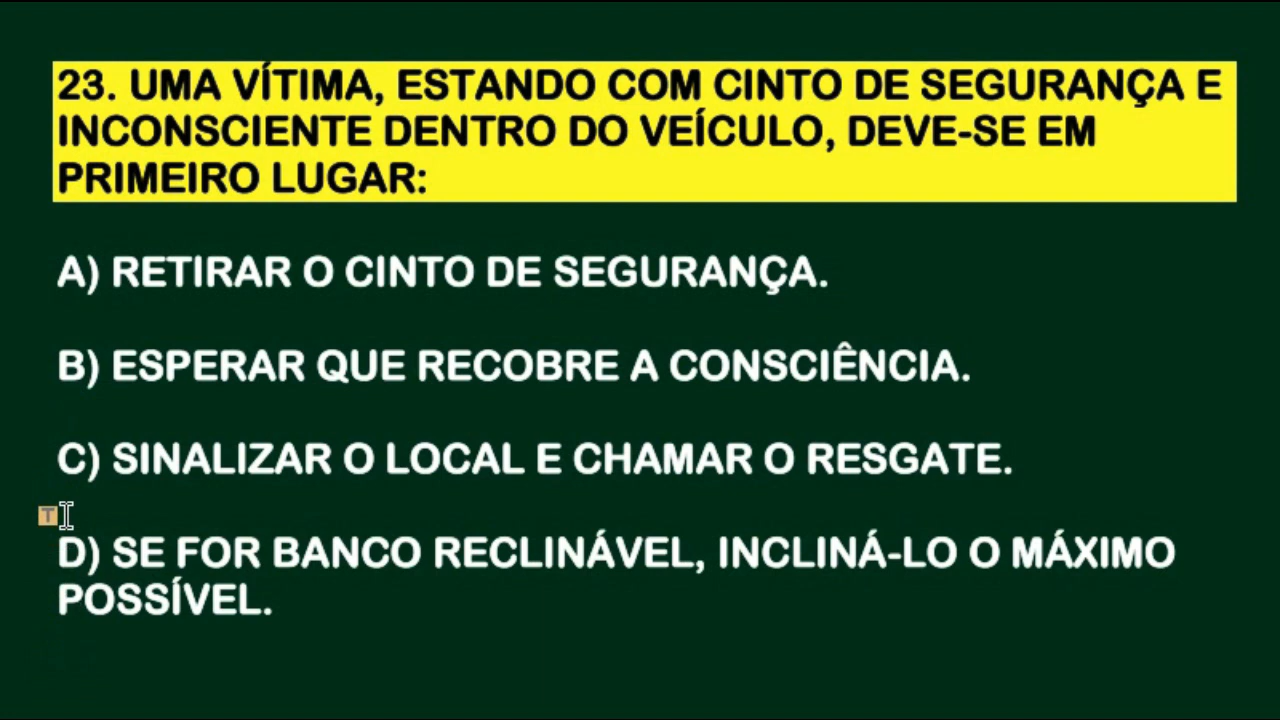 23. UMA VÍTIMA, ESTANDO COM CINTO DE SEGURANÇA E
INCONSCIENTE DENTRO DO VEÍCULO, DEVE-SE EM
PRIMEIRO LUGAR:
A) RETIRAR O CINTO DE SEGURANÇA.
B) ESPERAR QUE RECOBRE A CONSCIÊNCIA.
C) SINALIZAR O LOCAL E CHAMAR O RESGATE.
T
D) SE FOR BANCO RECLINÁVEL, INCLINÁ-LO O MÁXIMO
POSSÍVEL.